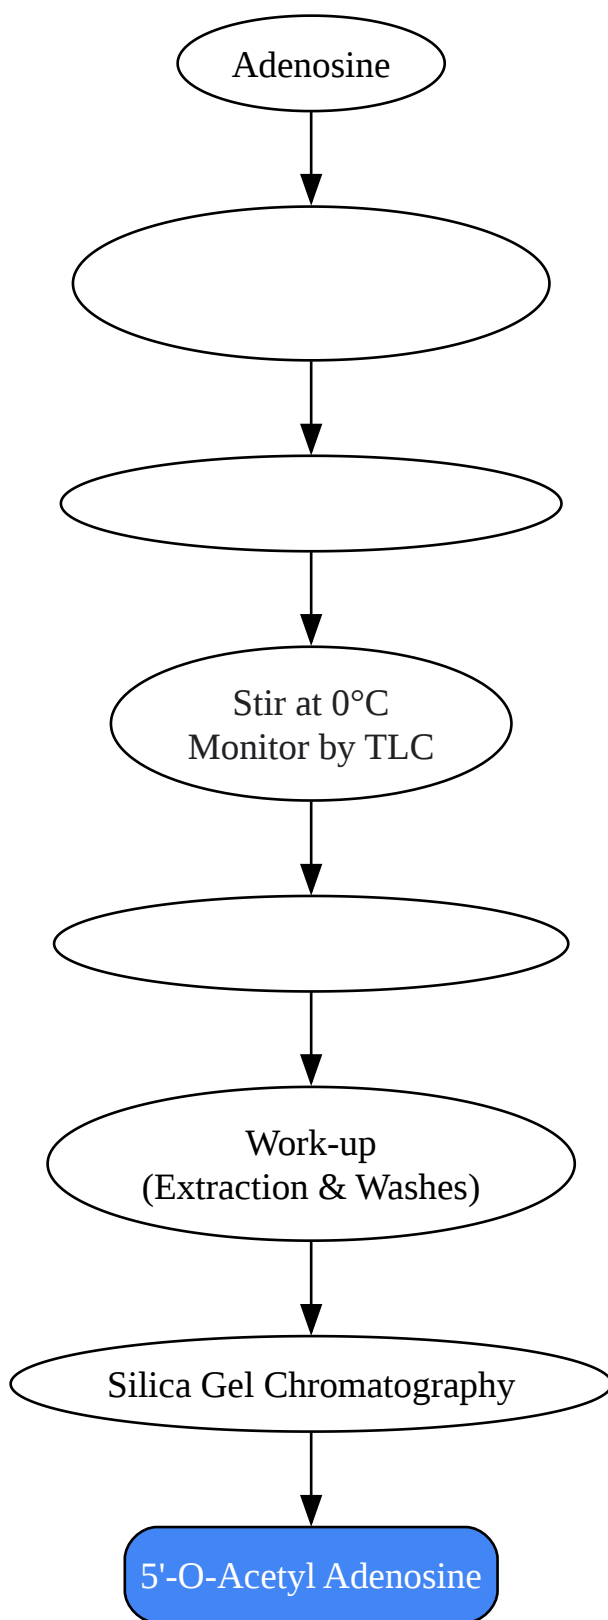 Adenosine
Stir at 0°C
Monitor by TLC
Work-up
(Extraction & Washes)
Silica Gel Chromatography
5'-O-Acetyl Adenosine